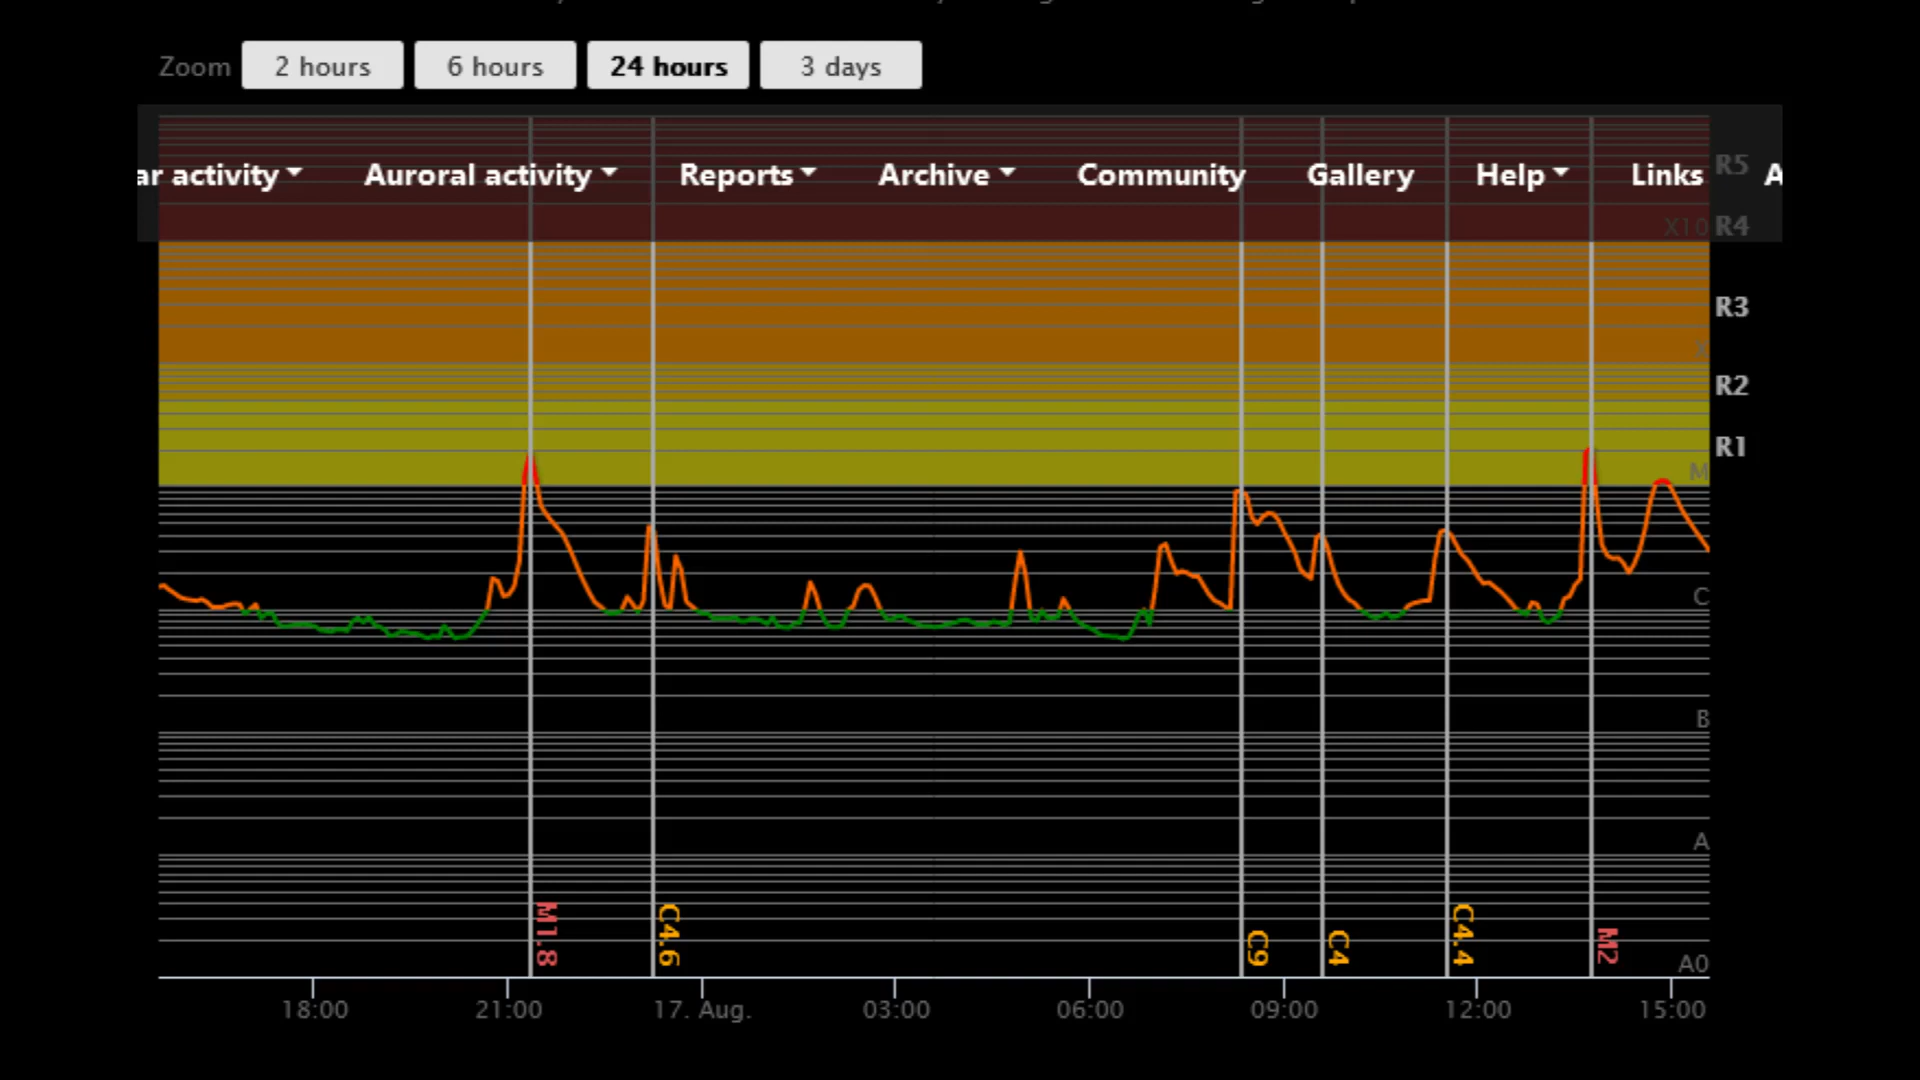 Zoom 2 hours 6 hours 24 hours 3 days
ar activity Auroral activity Reports Archive Community Gallery Help Links A
R5
X10 R4
R3
X
R2
R1
M
C
B
A
M1.8 C4.6 C9 C4 C4.4 M2
A0
18:00 21:00 17. Aug. 03:00 06:00 09:00 12:00 15:00